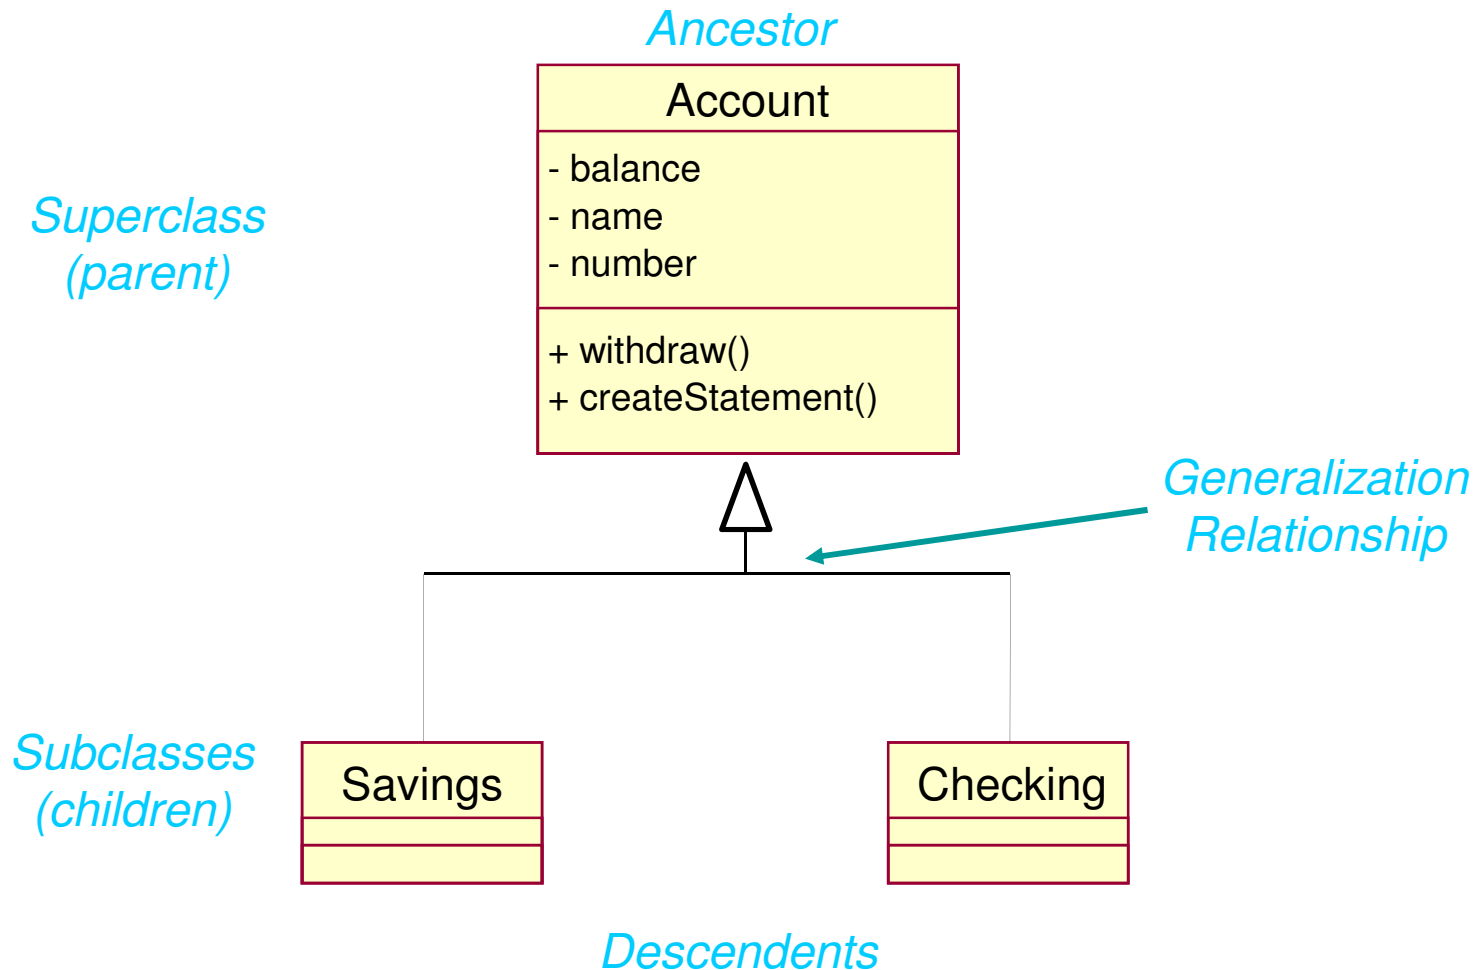 Ancestor
Account
- balance
- name
- number
+ withdraw()
+ createStatement()
Superclass
(parent)
Generalization
Relationship
Subclasses
(children)
Savings
Checking
Descendents